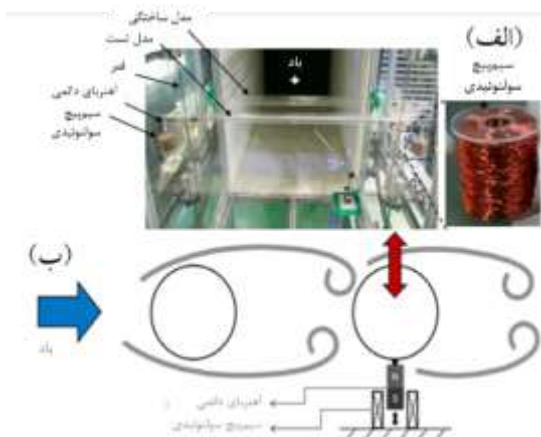 مدل ساختگی
مدل تست
فنر
آهنربای دائمی
سیم‌پیچ
سولنوئیدی
باد
(الف)
سیم‌پیچ
سولنوئیدی
(ب)
باد
آهنربای دائمی
سیم‌پیچ سولنوئیدی